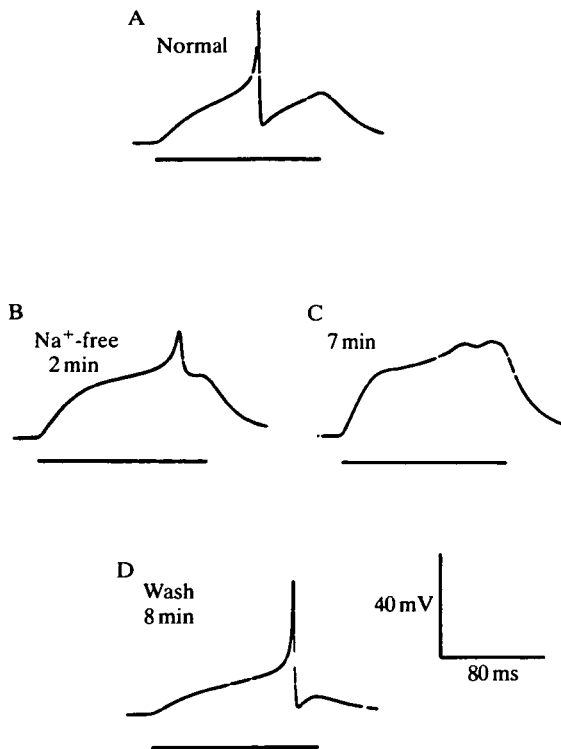 A
Normal
B
Na⁺-free
2 min
C
7 min
D
Wash
8 min
40 mV
80 ms